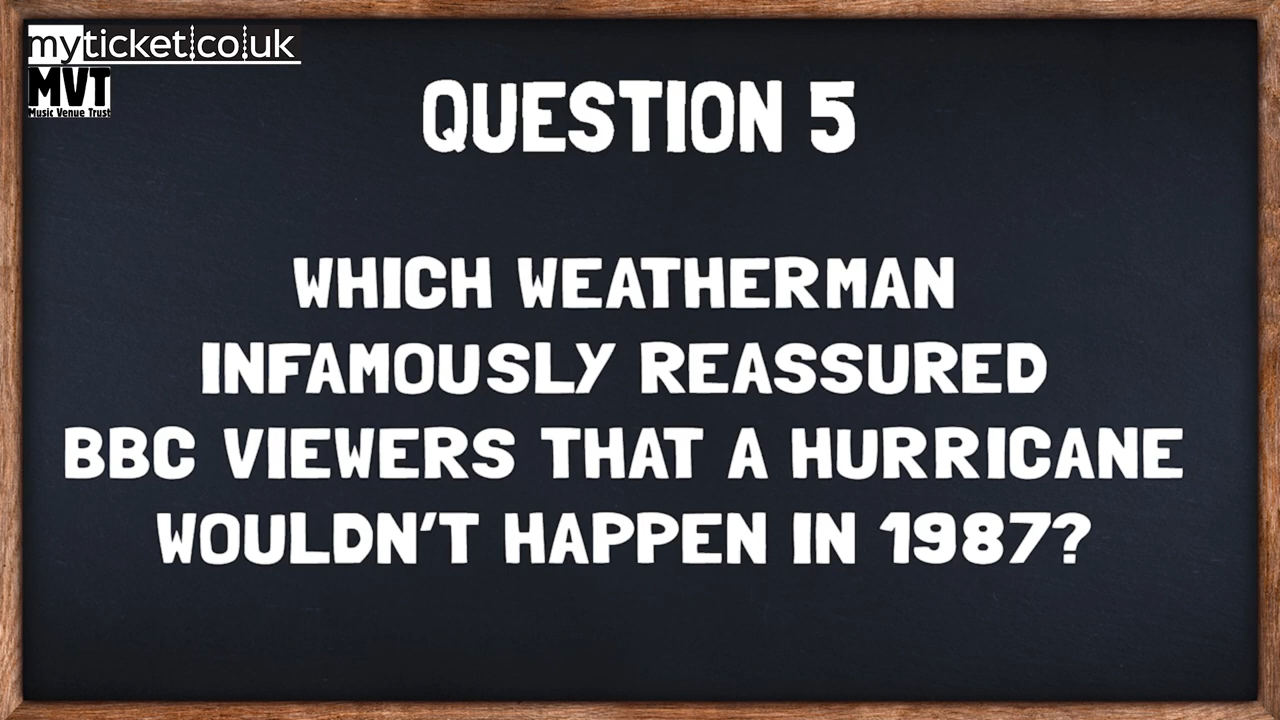 myticket.co.uk
MVT
Music Venue Trust
QUESTION 5
WHICH WEATHERMAN
INFAMOUSLY REASSURED
BBC VIEWERS THAT A HURRICANE
WOULDN'T HAPPEN IN 1987?